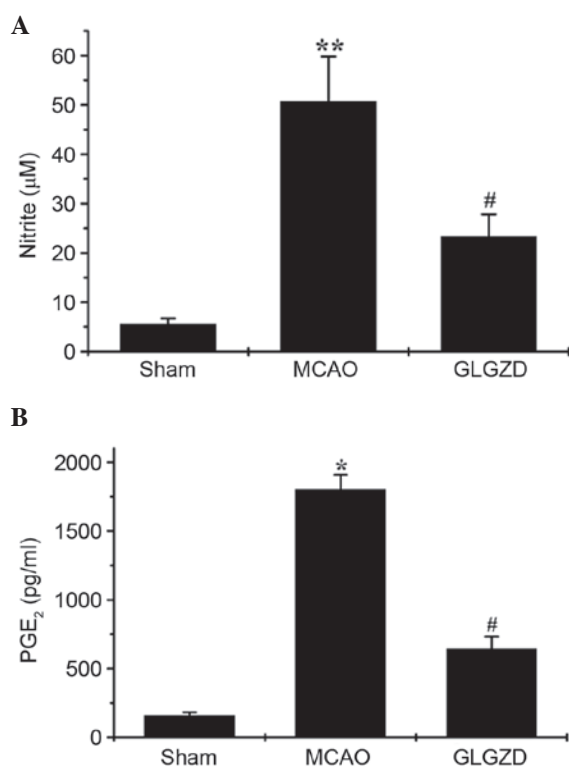 A
Nitrite (µM)
60
50
40
30
20
10
0
**
#
Sham MCAO GLGZD
B
PGE₂ (pg/ml)
2000
1500
1000
500
0
*
#
Sham MCAO GLGZD